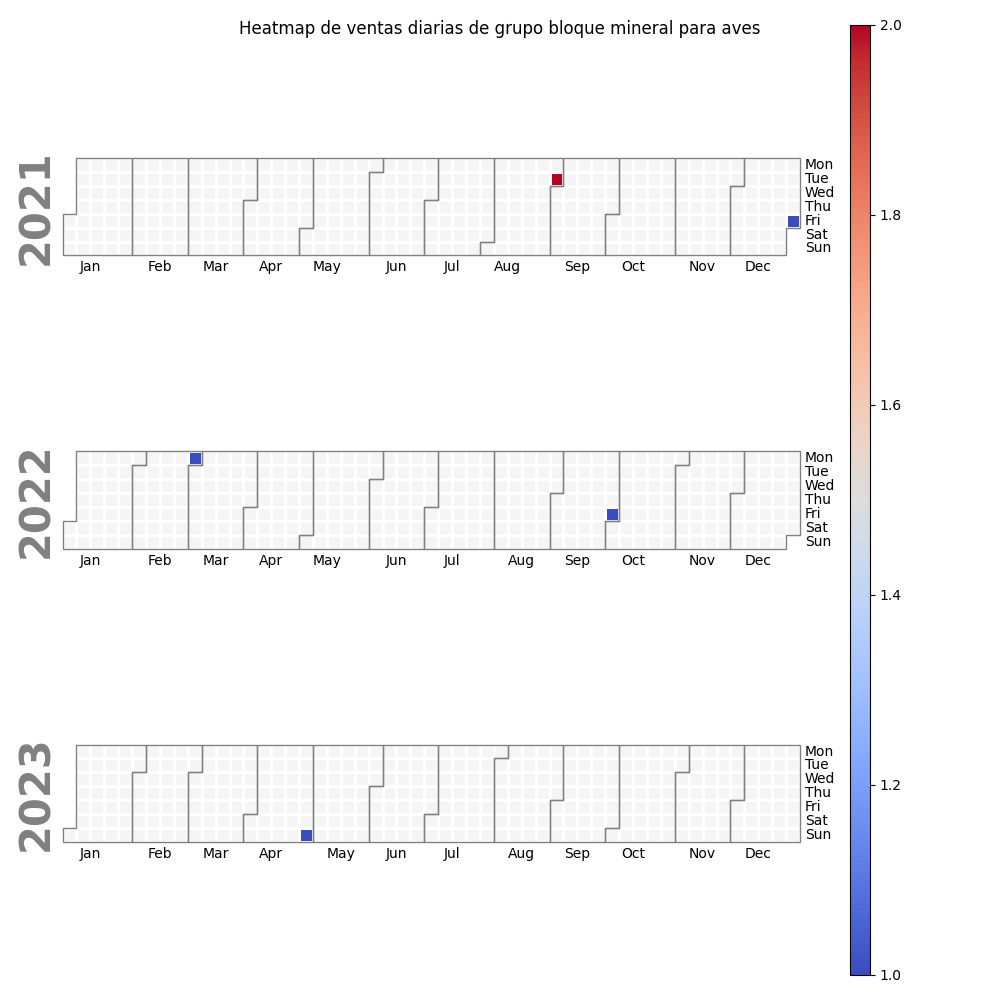 Heatmap de ventas diarias de grupo bloque mineral para aves
2.0
1.8
1.6
1.4
1.2
1.0
2021
Mon
Tue
Wed
Thu
Fri
Sat
Sun
Jan Feb Mar Apr May Jun Jul Aug Sep Oct Nov Dec
2022
Mon
Tue
Wed
Thu
Fri
Sat
Sun
Jan Feb Mar Apr May Jun Jul Aug Sep Oct Nov Dec
2023
Mon
Tue
Wed
Thu
Fri
Sat
Sun
Jan Feb Mar Apr May Jun Jul Aug Sep Oct Nov Dec